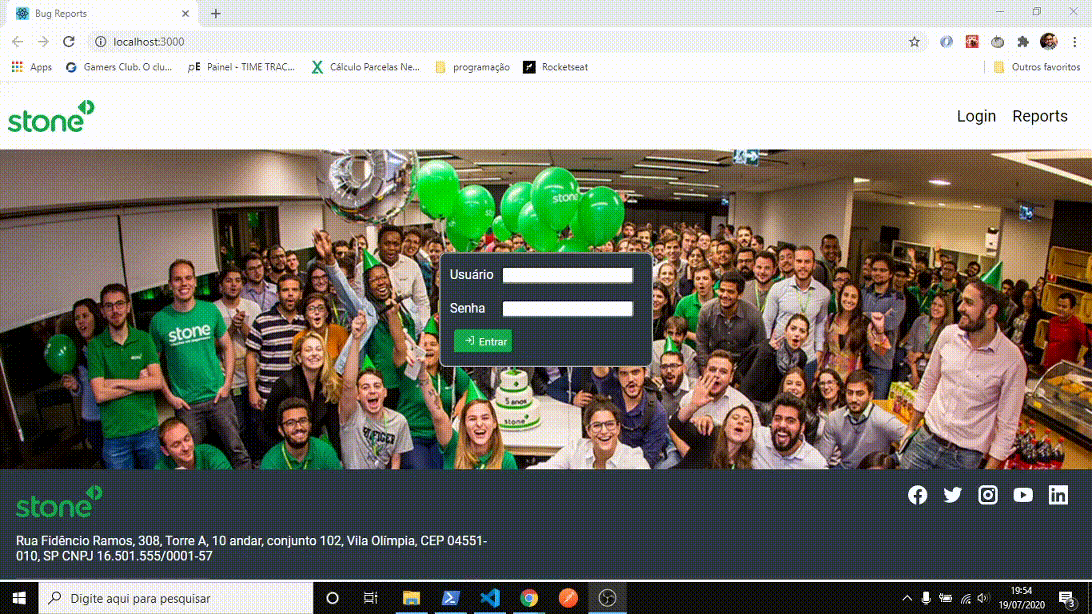 Bug Reports
localhost:3000
Apps Gamers Club. O clu... Painel - TIME TRAC... Cálculo Parcelas Ne... programação Rocketseat Outros favoritos
stone
Login Reports
stone
stone
Usuário
Senha
Entrar
5 anos
stone
stone
Rua Fidêncio Ramos, 308, Torre A, 10 andar, conjunto 102, Vila Olímpia, CEP 04551-
010, SP CNPJ 16.501.555/0001-57
Digite aqui para pesquisar
19:54
19/07/2020